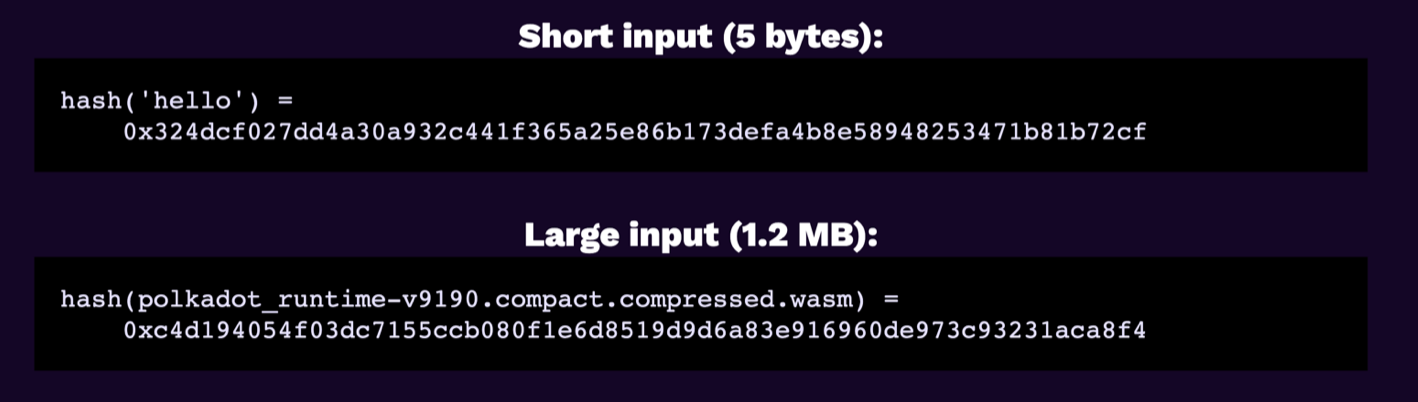 Short input (5 bytes):
hash('hello') =
0x324dcf027dd4a30a932c441f365a25e86b173defa4b8e58948253471b81b72cf
Large input (1.2 MB):
hash(polkadot_runtime-v9190.compact.compressed.wasm) =
0xc4d194054f03dc7155ccb080f1e6d8519d9d6a83e916960de973c93231aca8f4